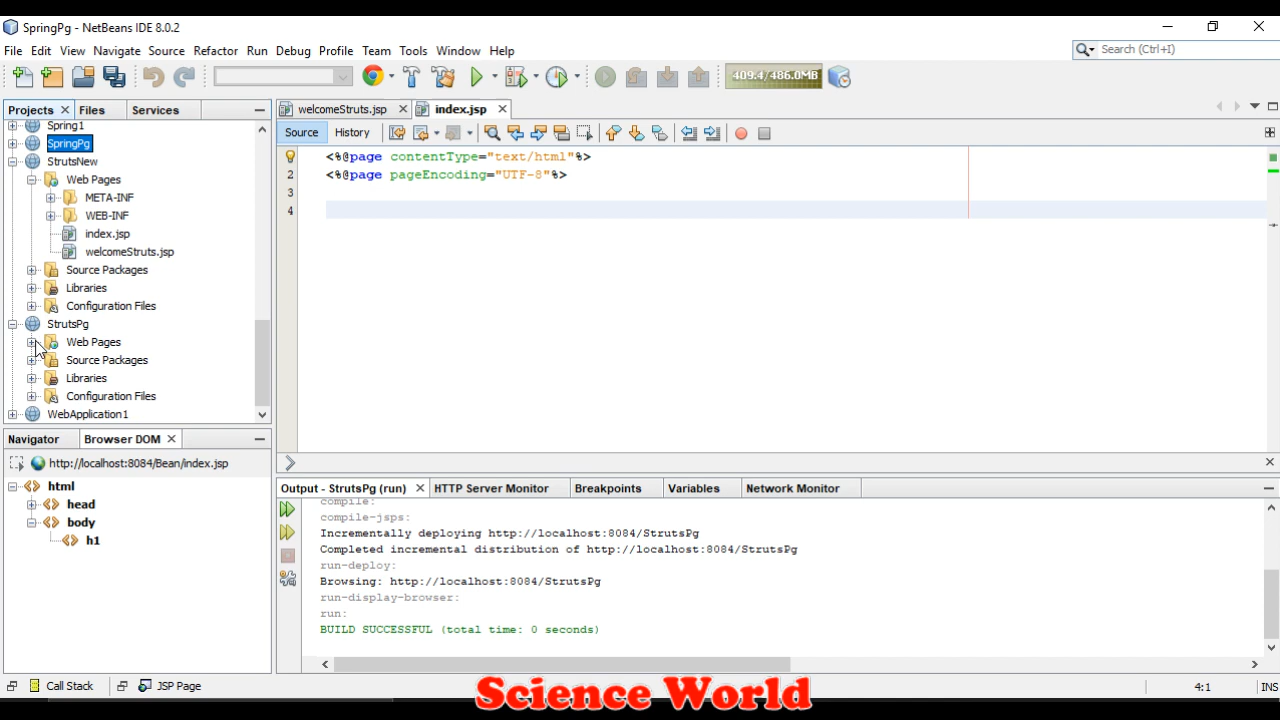 SpringPg - NetBeans IDE 8.0.2
File Edit View Navigate Source Refactor Run Debug Profile Team Tools Window Help
Search (Ctrl+I)
409.4/486.0MB
Projects Files Services
welcomeStruts.jsp index.jsp
Source History
Spring1
SpringPg
StrutsNew
Web Pages
META-INF
WEB-INF
index.jsp
welcomeStruts.jsp
Source Packages
Libraries
Configuration Files
StrutsPg
Web Pages
Source Packages
Libraries
Configuration Files
WebApplication1
<%@page contentType="text/html"%>
2 <%@page pageEncoding="UTF-8"%>
3
4
Navigator Browser DOM
http://localhost:8084/Bean/index.jsp
html
head
body
h1
Output - StrutsPg (run) HTTP Server Monitor Breakpoints Variables Network Monitor
compile:
compile-jsps:
Incrementally deploying http://localhost:8084/StrutsPg
Completed incremental distribution of http://localhost:8084/StrutsPg
run-deploy:
Browsing: http://localhost:8084/StrutsPg
run-display-browser:
run:
BUILD SUCCESSFUL (total time: 0 seconds)
Call Stack JSP Page
4:1 INS
Science World